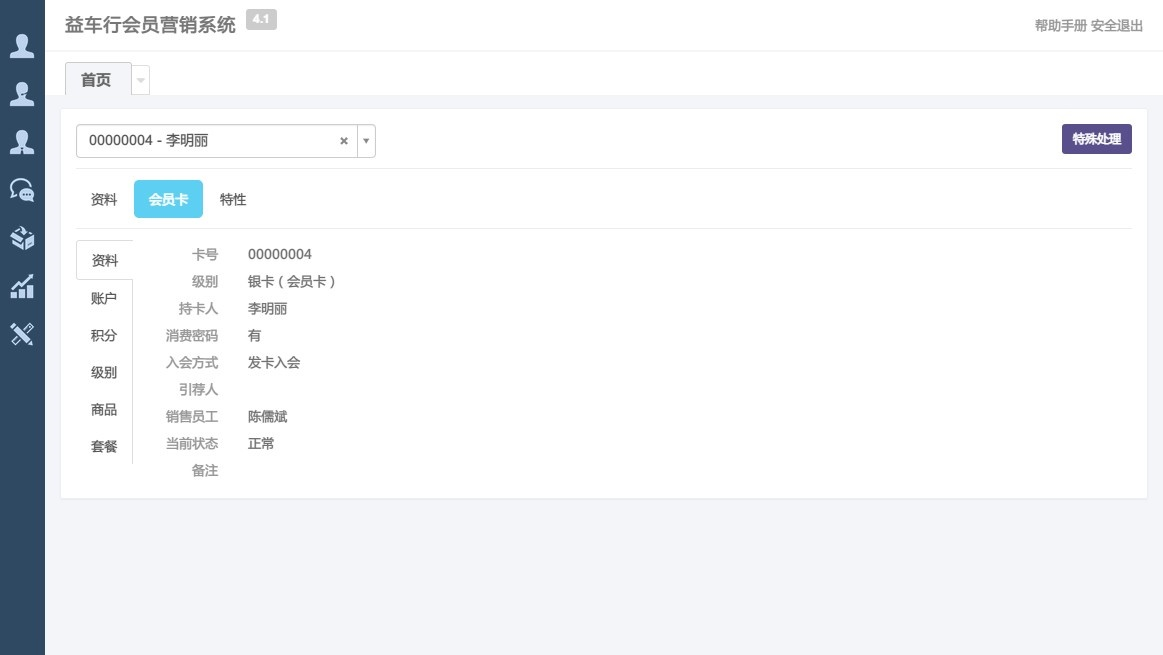 益车行会员营销系统 4.1
帮助手册 安全退出
首页
00000004 - 李明丽
特殊处理
资料 会员卡 特性
资料
账户
积分
级别
商品
套餐
卡号 00000004
级别 银卡 ( 会员卡 )
持卡人 李明丽
消费密码 有
入会方式 发卡入会
引荐人
销售员工 陈儒斌
当前状态 正常
备注